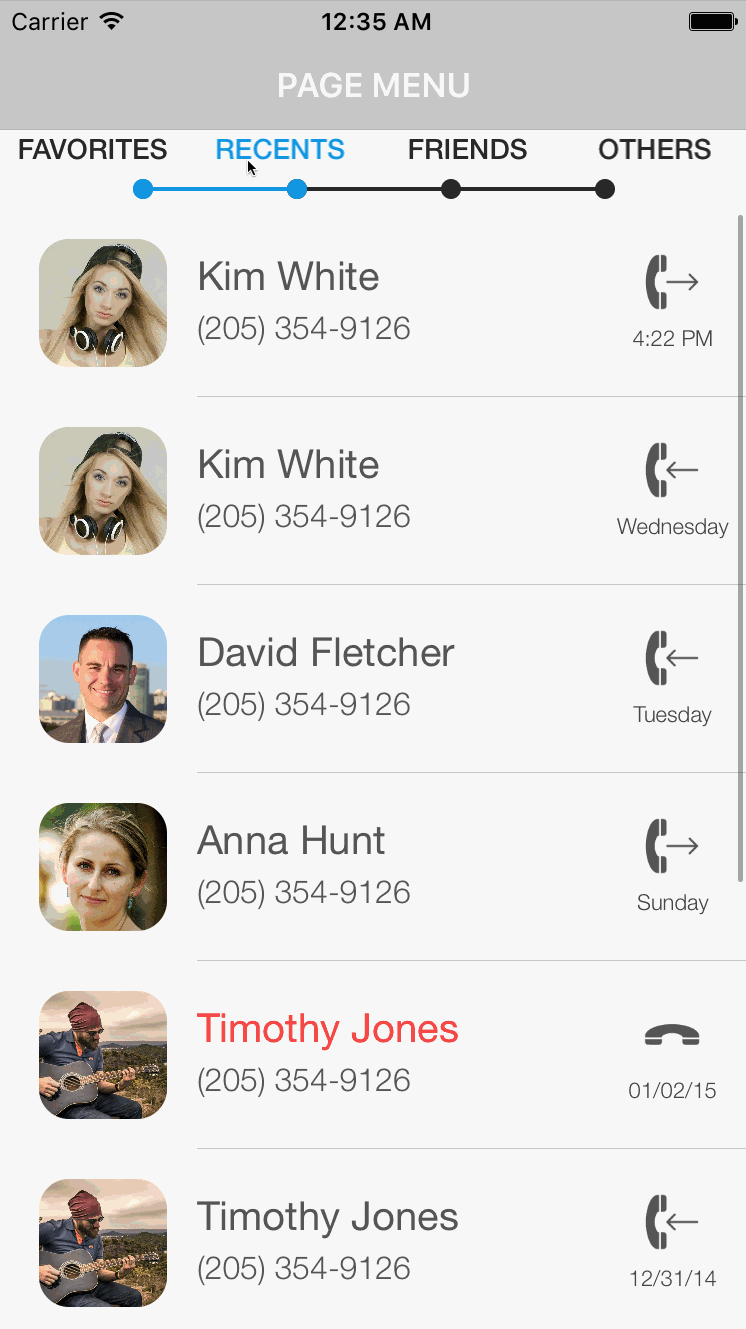 Carrier 12:35 AM
PAGE MENU
FAVORITES RECENTS FRIENDS OTHERS
Kim White
(205) 354-9126
4:22 PM
Kim White
(205) 354-9126
Wednesday
David Fletcher
(205) 354-9126
Tuesday
Anna Hunt
(205) 354-9126
Sunday
Timothy Jones
(205) 354-9126
01/02/15
Timothy Jones
(205) 354-9126
12/31/14